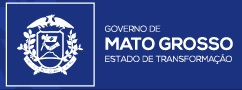 GOVERNO DE
MATO GROSSO
ESTADO DE TRANSFORMAÇÃO